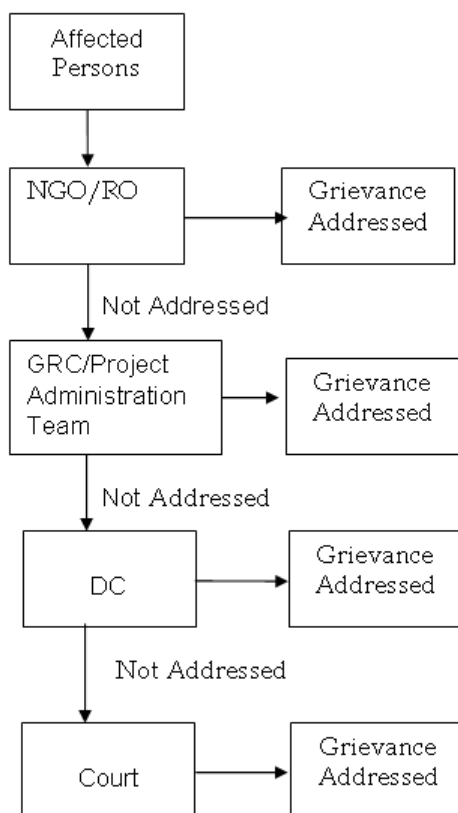 Affected
Persons
NGO/RO
Grievance
Addressed
Not Addressed
GRC/Project
Administration
Team
Grievance
Addressed
Not Addressed
DC
Grievance
Addressed
Not Addressed
Court
Grievance
Addressed